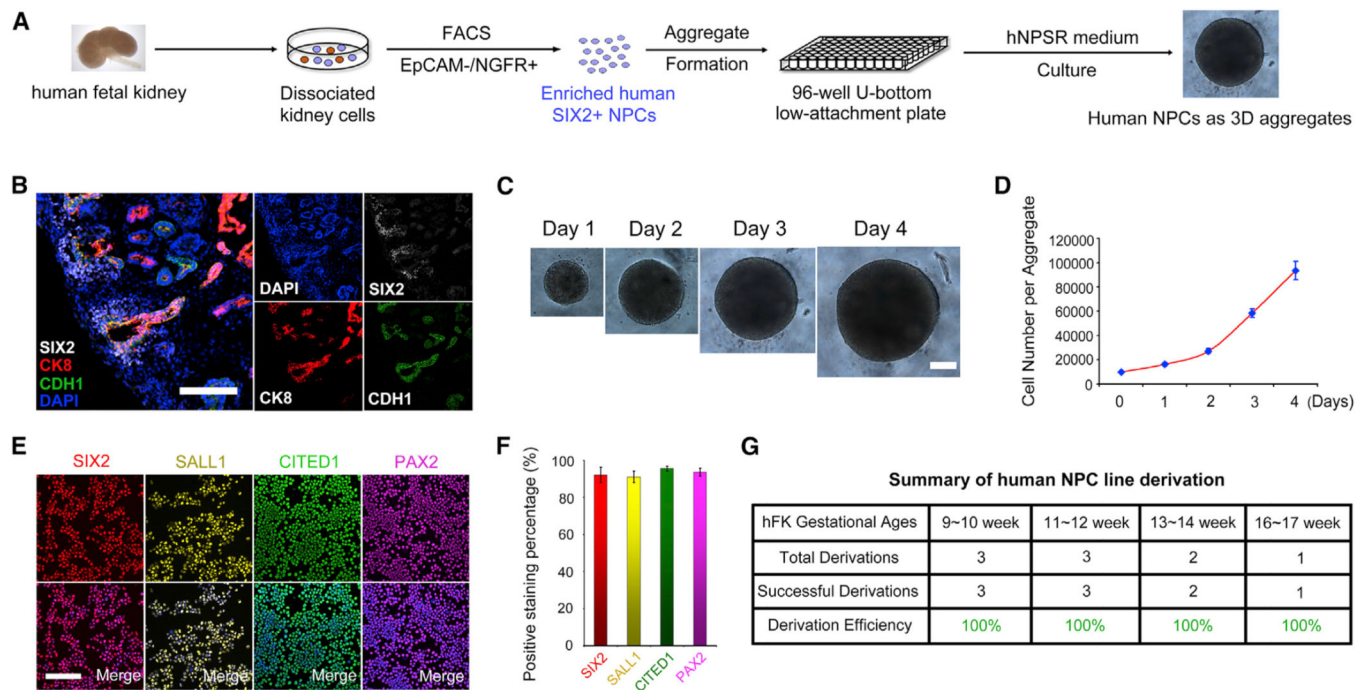 A
human fetal kidney
Dissociated
kidney cells
FACS
EpCAM-/NGFR+
Enriched human
SIX2+ NPCs
Aggregate
Formation
96-well U-bottom
low-attachment plate
hNPSR medium
Culture
Human NPCs as 3D aggregates
B
SIX2
CK8
CDH1
DAPI
DAPI
SIX2
CK8
CDH1
C
Day 1
Day 2
Day 3
Day 4
D
Cell Number per Aggregate
120000
100000
80000
60000
40000
20000
0
0 1 2 3 4 (Days)
E
SIX2
SALL1
CITED1
PAX2
Merge
Merge
Merge
Merge
F
Positive staining percentage (%)
100
80
60
40
20
0
SIX2
SALL1
CITED1
PAX2
G
Summary of human NPC line derivation
hFK Gestational Ages 9~10 week 11~12 week 13~14 week 16~17 week
Total Derivations 3 3 2 1
Successful Derivations 3 3 2 1
Derivation Efficiency 100% 100% 100% 100%